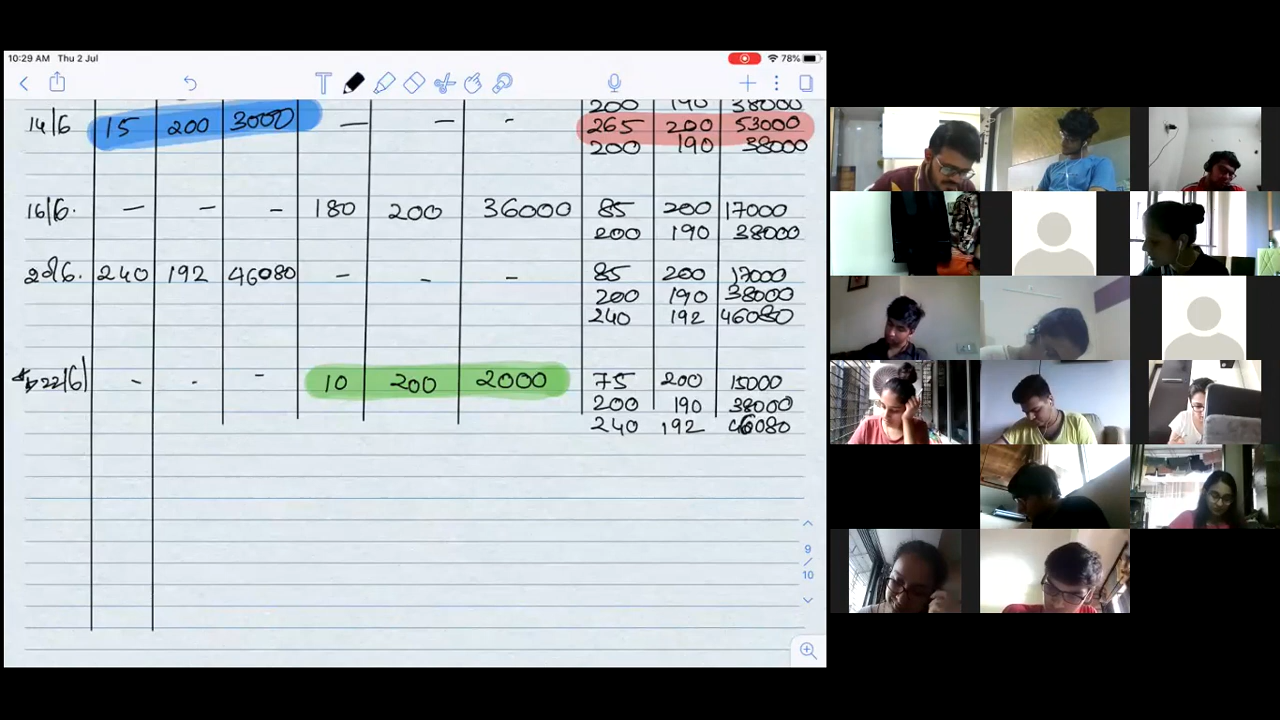 10:29 AM Thu 2 Jul 78%
T
200 190 38000
14/6 15 200 3000 — — - 265 200 53000
200 190 38000
16/6. — — - 180 200 36000 85 200 17000
200 190 38000
22/6. 240 192 46080 - - - 85 200 17000
200 190 38000
240 192 46080
22/6 - - - 10 200 2000 75 200 15000
200 190 38000
240 192 46080
9
/
10